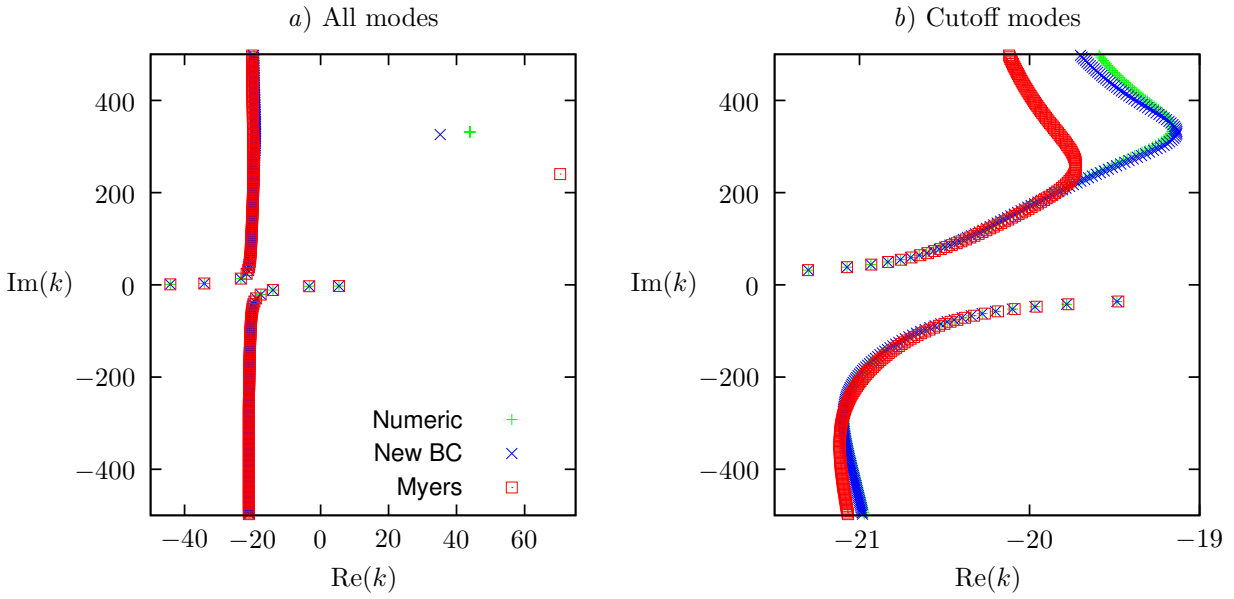 a) All modes
b) Cutoff modes
400
200
0
−200
−400
Im(k)
−40
−20
0
20
40
60
Re(k)
Numeric
New BC
Myers
400
200
0
−200
−400
Im(k)
−21
−20
−19
Re(k)